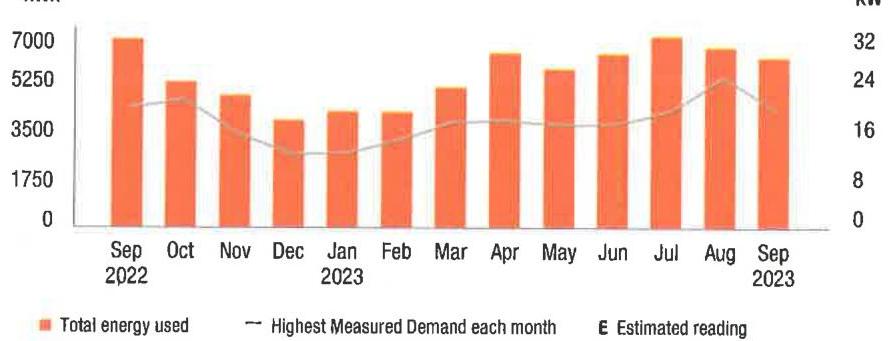 kW
7000 32
5250 24
3500 16
1750 8
0 0
Sep Oct Nov Dec Jan Feb Mar Apr May Jun Jul Aug Sep
2022 2023 2023
Total energy used Highest Measured Demand each month E Estimated reading